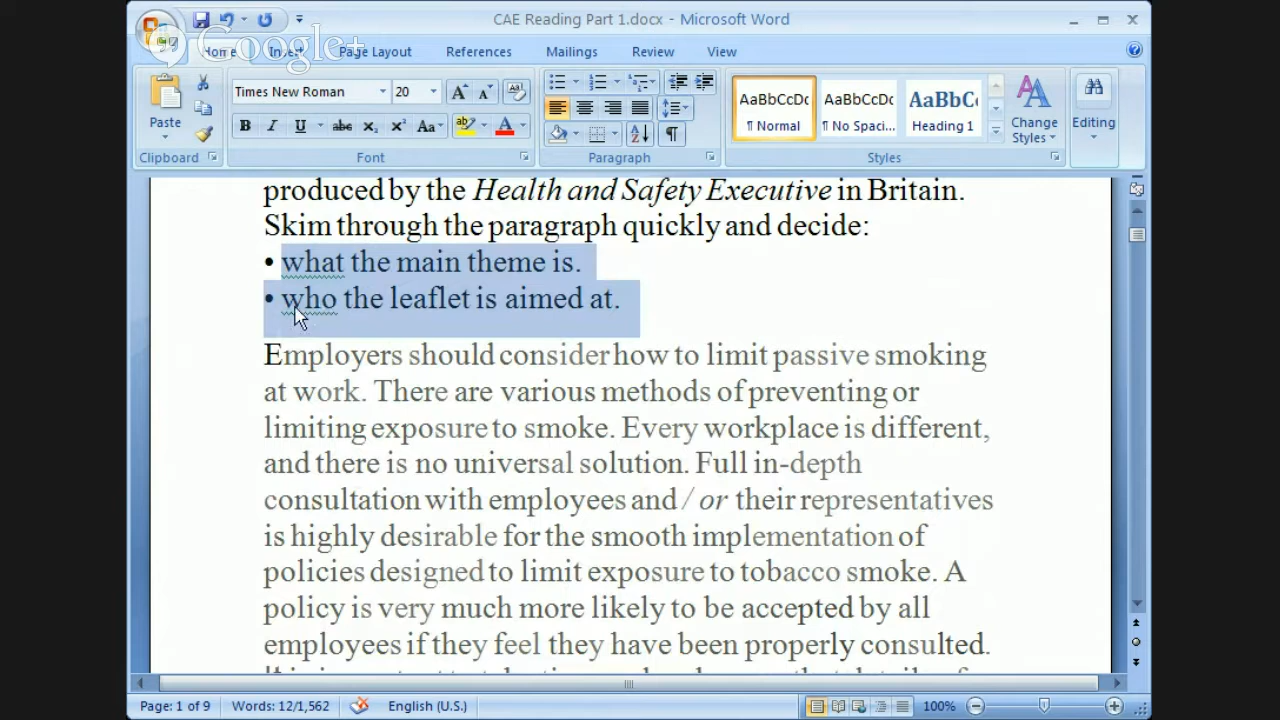 CAE Reading Part 1.docx - Microsoft Word
Google+
Home Insert Page Layout References Mailings Review View
Times New Roman 20
AaBbCcDc AaBbCcDc AaBbC
Paste
¶ Normal ¶ No Spaci... Heading 1
Change Styles
Editing
Clipboard Font Paragraph Styles
produced by the Health and Safety Executive in Britain.
Skim through the paragraph quickly and decide:
• what the main theme is.
• who the leaflet is aimed at.
Employers should consider how to limit passive smoking
at work. There are various methods of preventing or
limiting exposure to smoke. Every workplace is different,
and there is no universal solution. Full in-depth
consultation with employees and / or their representatives
is highly desirable for the smooth implementation of
policies designed to limit exposure to tobacco smoke. A
policy is very much more likely to be accepted by all
employees if they feel they have been properly consulted.
Page: 1 of 9 Words: 12/1,562 English (U.S.) 100%